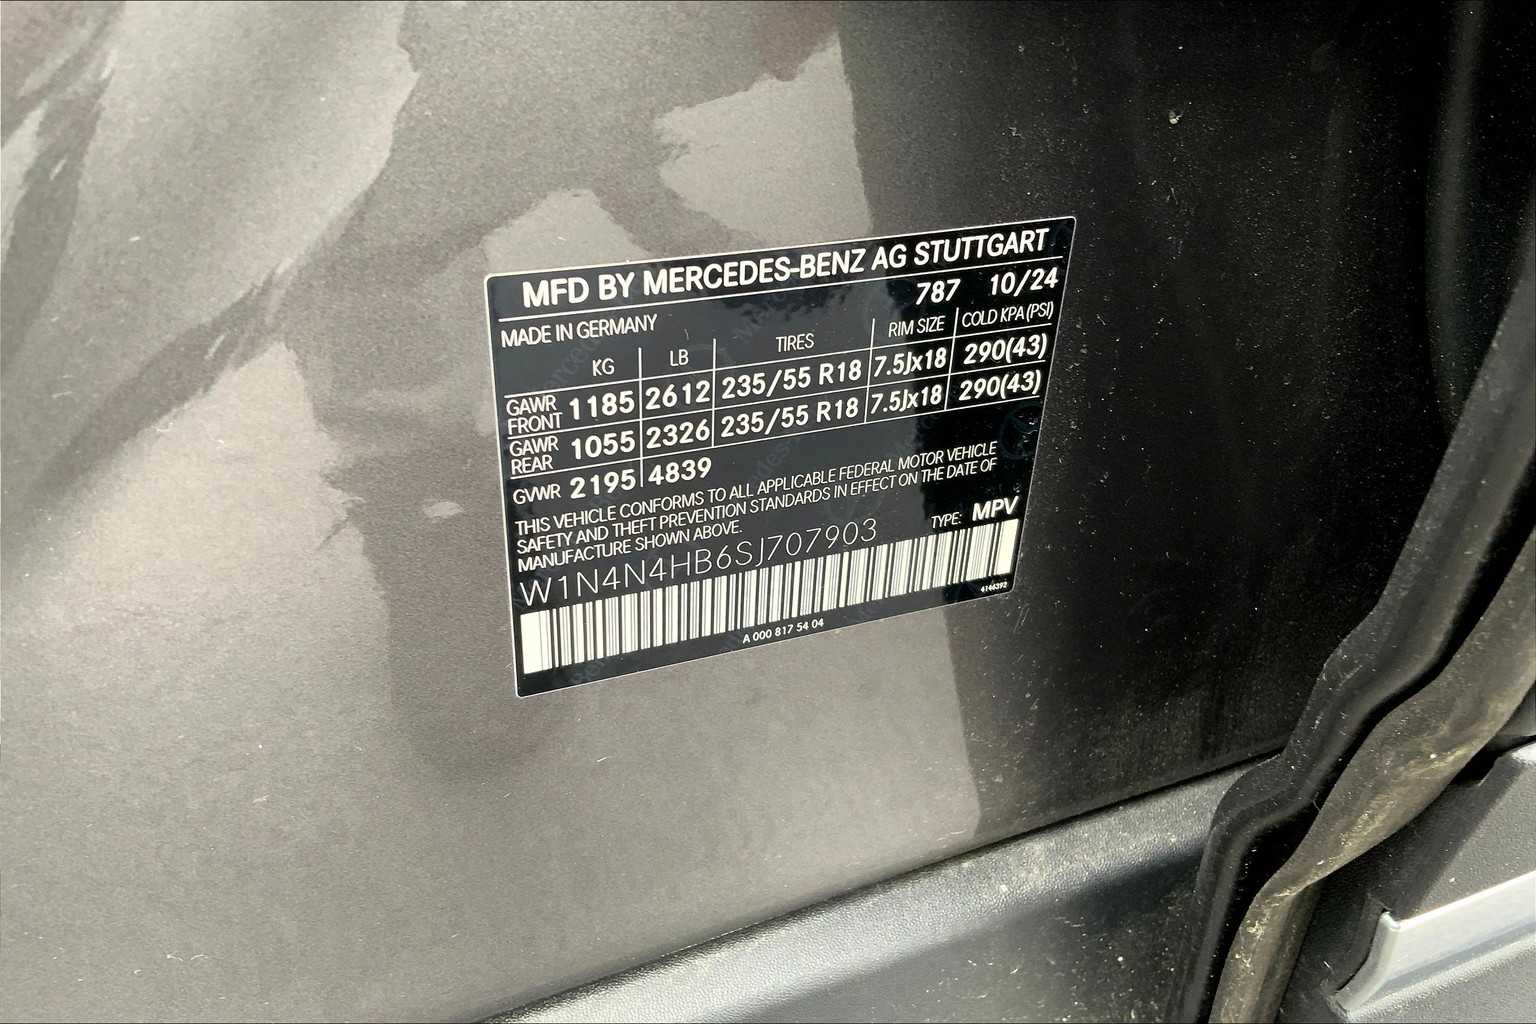 MFD BY MERCEDES-BENZ AG STUTTGART
787 10/24
MADE IN GERMANY
KG LB TIRES RIM SIZE COLD KPA (PSI)
GAWR FRONT 1185 2612 235/55 R18 7.5Jx18 290(43)
GAWR REAR 1055 2326 235/55 R18 7.5Jx18 290(43)
GVWR 2195 4839
THIS VEHICLE CONFORMS TO ALL APPLICABLE FEDERAL MOTOR VEHICLE
SAFETY AND THEFT PREVENTION STANDARDS IN EFFECT ON THE DATE OF
MANUFACTURE SHOWN ABOVE.
TYPE: MPV
W1N4N4HB6SJ707903
A 000 817 54 04